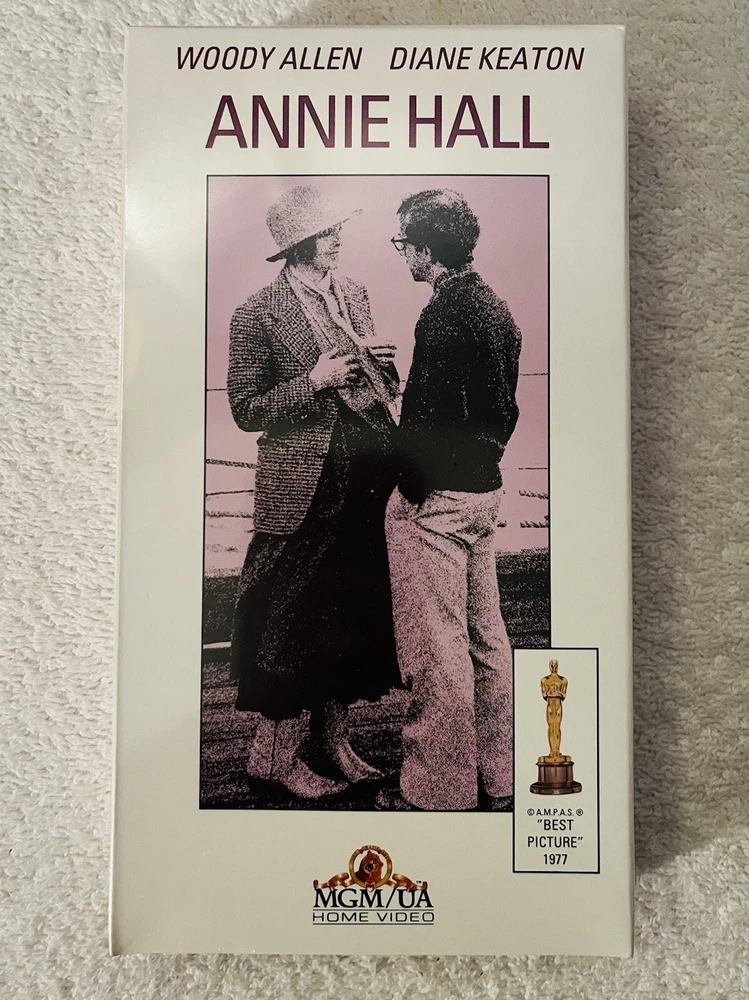 WOODY ALLEN DIANE KEATON
ANNIE HALL
© A.M.P.A.S. ®
"BEST
PICTURE"
1977
MGM/UA
HOME VIDEO